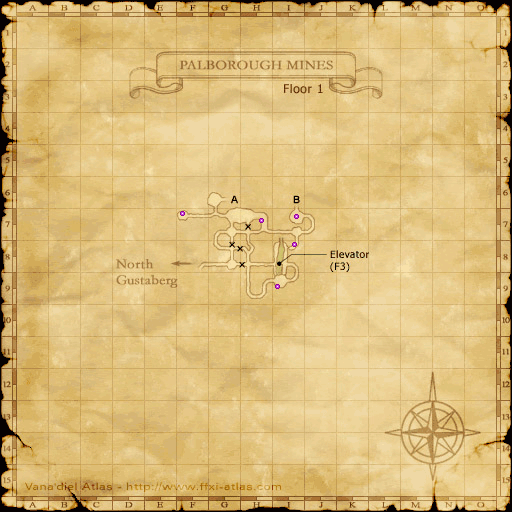 A B C D E F G H I J K L M N O
PALBOROUGH MINES
Floor 1
A B
Elevator
(F3)
North
Gustaberg
1
2
3
4
5
6
7
8
9
10
11
12
13
14
15
Vana'diel Atlas - http://www.ffxi-atlas.com
A B C D E F G H I J K L M N O